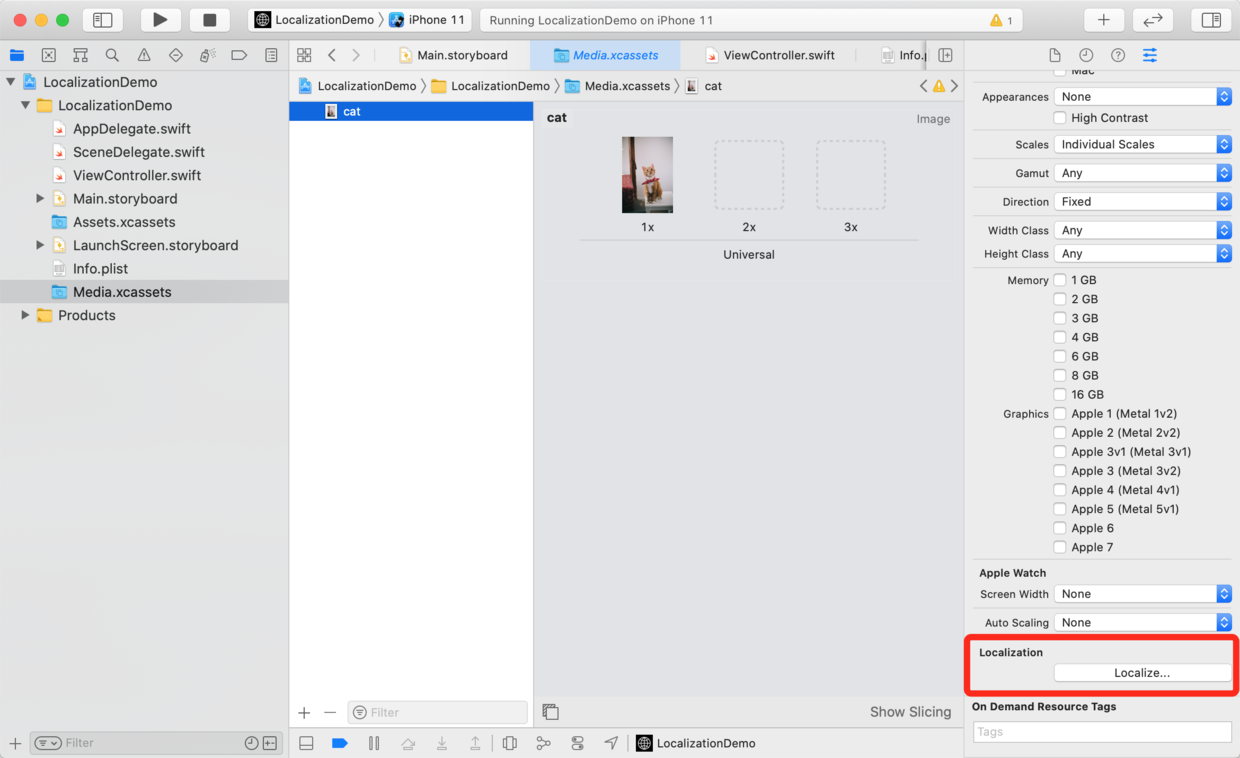 LocalizationDemo 〉 iPhone 11
Running LocalizationDemo on iPhone 11
1
Main.storyboard
Media.xcassets
ViewController.swift
LocalizationDemo 〉 LocalizationDemo 〉 Media.xcassets 〉 cat
LocalizationDemo
LocalizationDemo
AppDelegate.swift
SceneDelegate.swift
ViewController.swift
Main.storyboard
Assets.xcassets
LaunchScreen.storyboard
Info.plist
Media.xcassets
Products
Filter
cat
Filter
cat
Image
1x
2x
3x
Universal
Show Slicing
LocalizationDemo
Mac
Appearances
None
High Contrast
Scales
Individual Scales
Gamut
Any
Direction
Fixed
Width Class
Any
Height Class
Any
Memory
1 GB
2 GB
3 GB
4 GB
6 GB
8 GB
16 GB
Graphics
Apple 1 (Metal 1v2)
Apple 2 (Metal 2v2)
Apple 3v1 (Metal 3v1)
Apple 3 (Metal 3v2)
Apple 4 (Metal 4v1)
Apple 5 (Metal 5v1)
Apple 6
Apple 7
Apple Watch
Screen Width
None
Auto Scaling
None
Localization
Localize...
On Demand Resource Tags
Tags